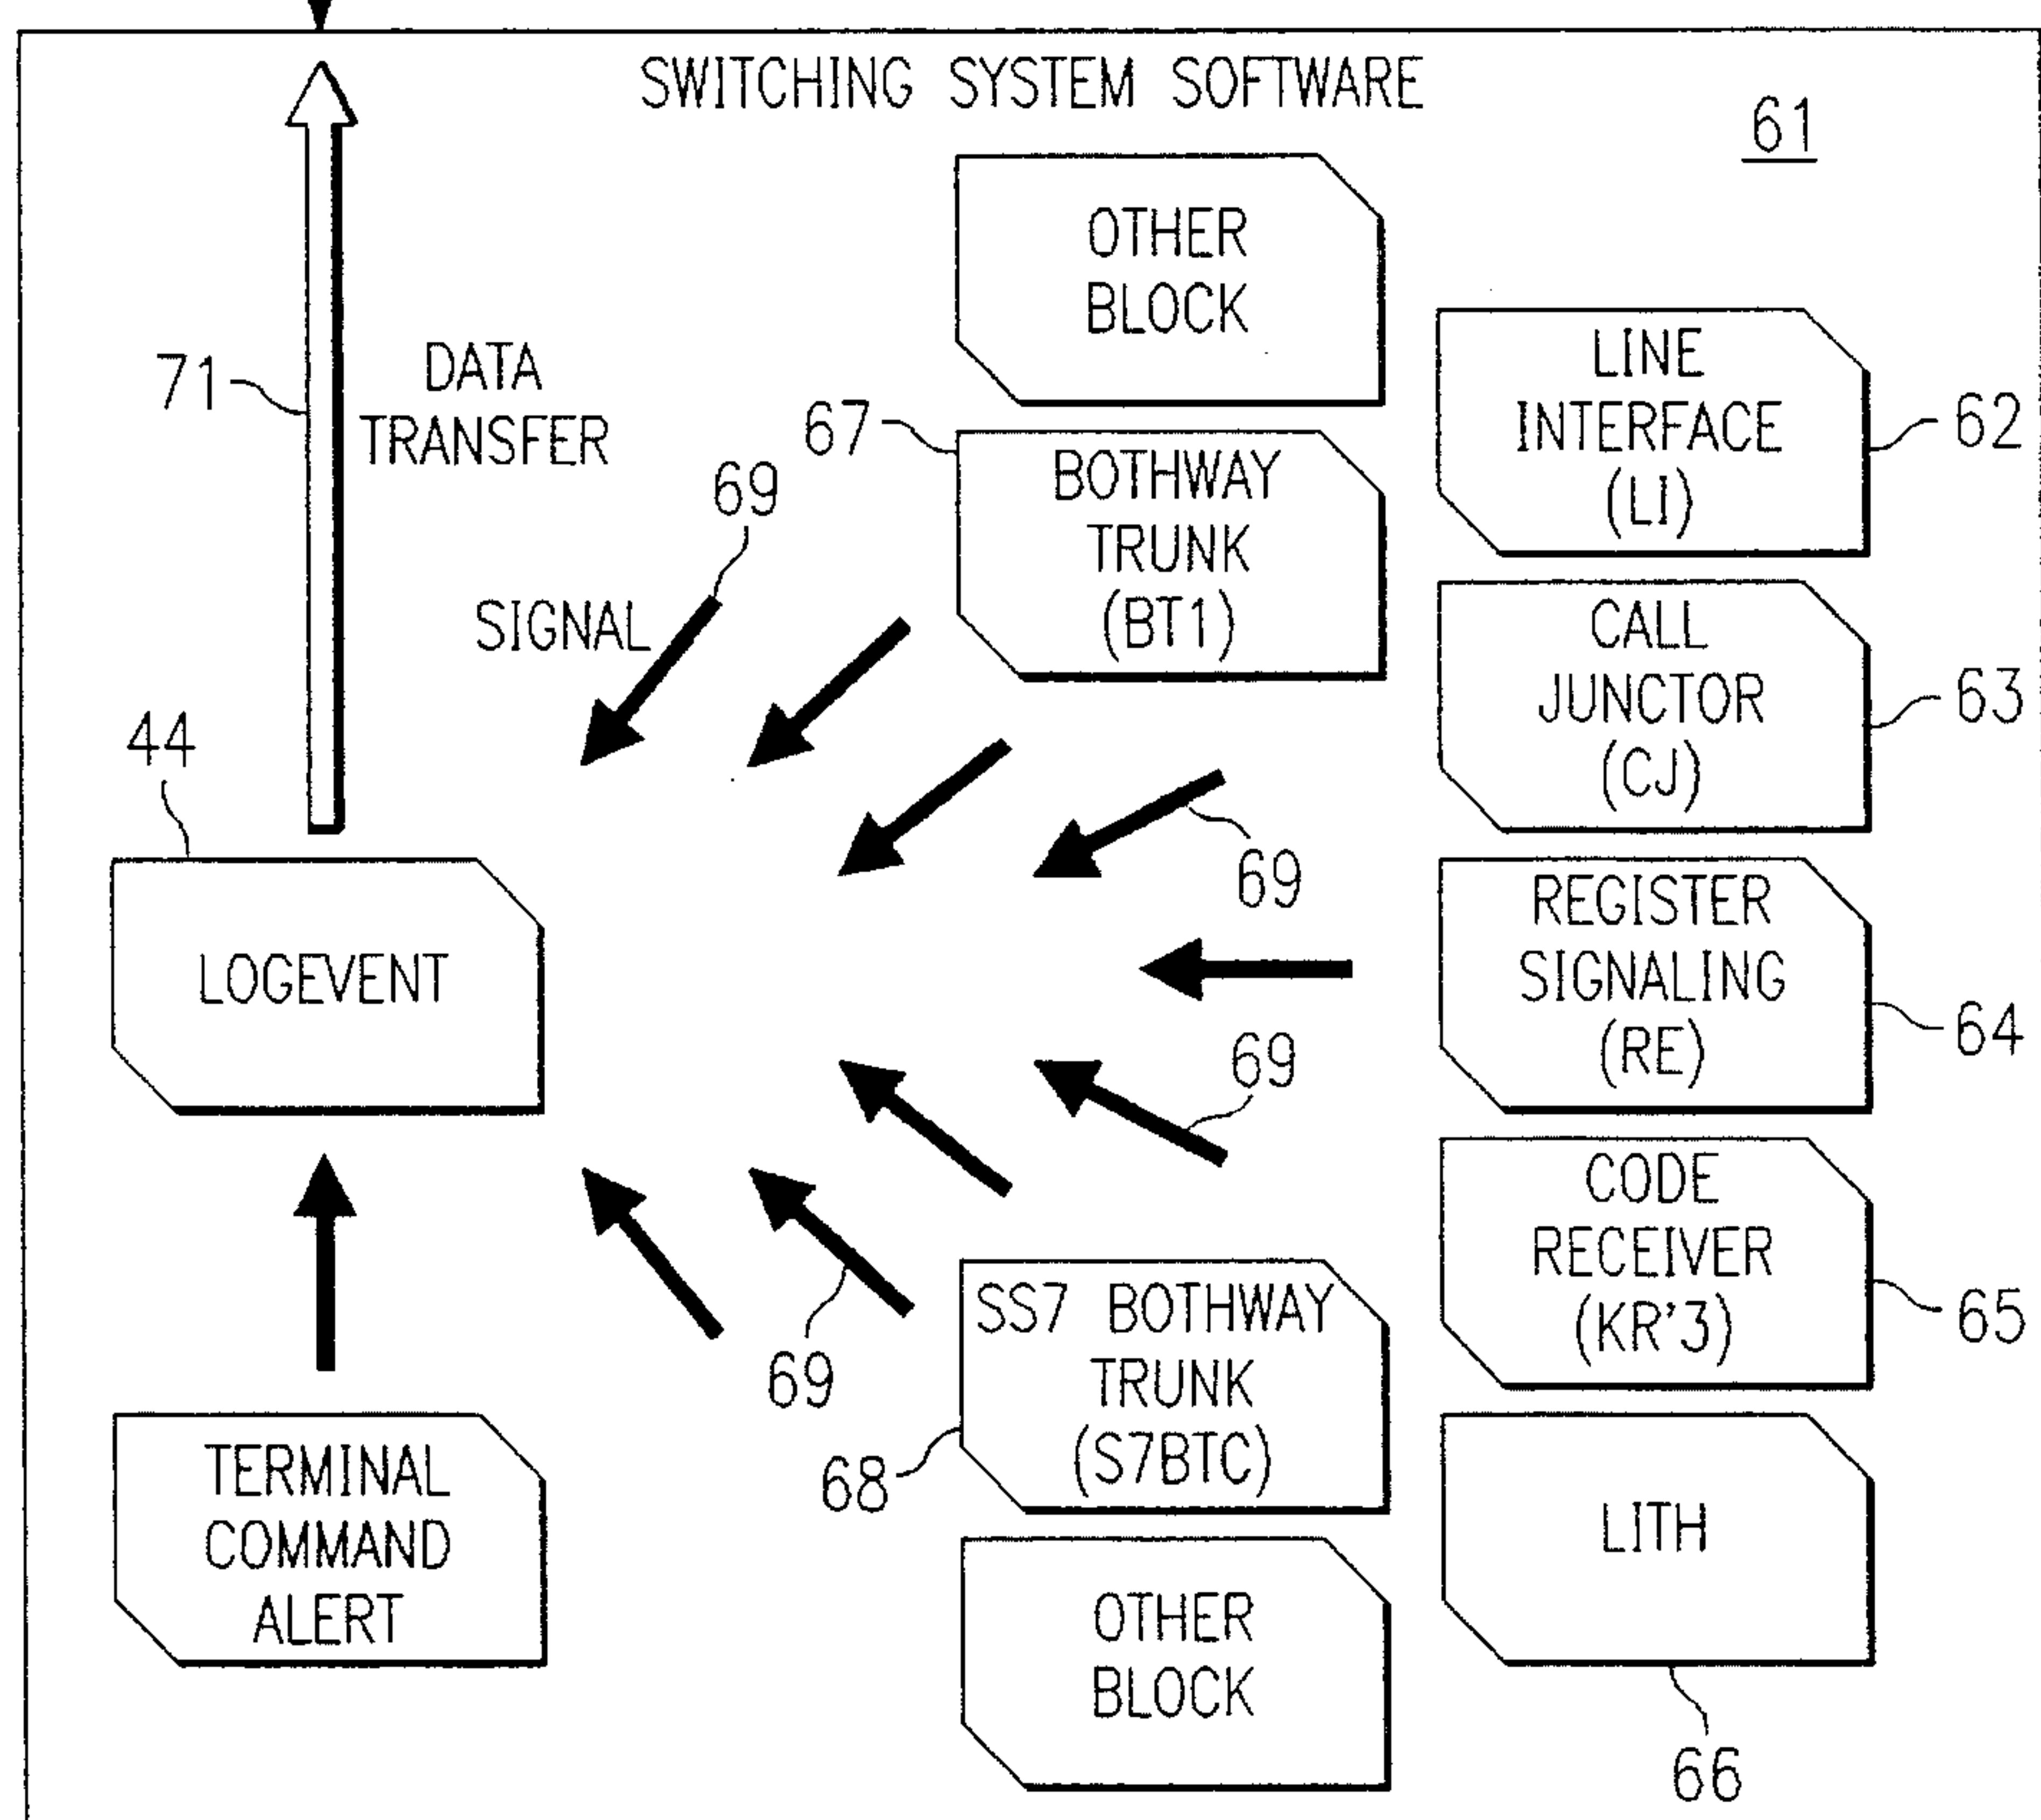 SWITCHING SYSTEM SOFTWARE
61
OTHER
BLOCK
LINE
INTERFACE
(LI)
62
71
DATA
TRANSFER
67
BOTHWAY
TRUNK
(BT1)
69
SIGNAL
CALL
JUNCTOR
(CJ)
63
44
LOGEVENT
69
REGISTER
SIGNALING
(RE)
64
69
CODE
RECEIVER
(KR'3)
65
69
SS7 BOTHWAY
TRUNK
(S7BTC)
68
TERMINAL
COMMAND
ALERT
LITH
66
OTHER
BLOCK